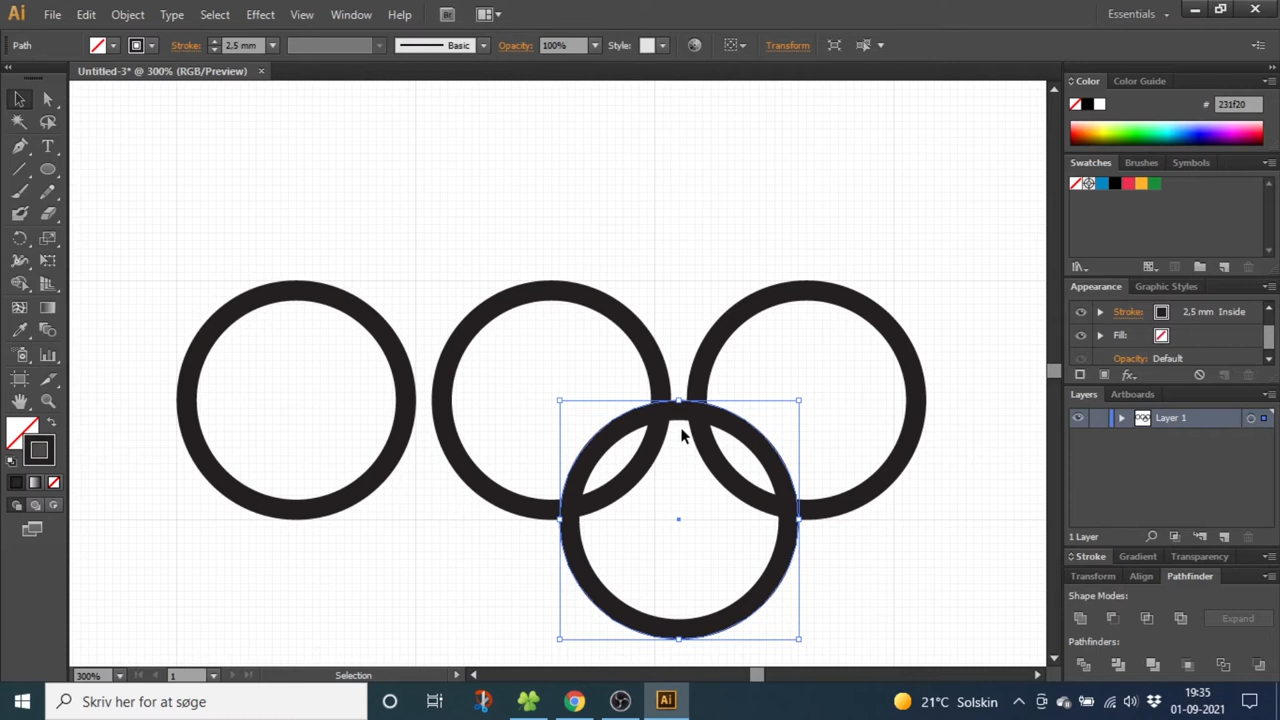 Ai File Edit Object Type Select Effect View Window Help Br Essentials
Path Stroke: 2,5 mm Basic Opacity: 100% Style: Transform
Untitled-3* @ 300% (RGB/Preview)
Color Color Guide
# 231f20
Swatches Brushes Symbols
Appearance Graphic Styles
Stroke: 2,5 mm Inside
Fill:
Opacity: Default
fx
Layers Artboards
Layer 1
1 Layer
Stroke Gradient Transparency
Transform Align Pathfinder
Shape Modes:
Expand
Pathfinders:
300% 1 Selection
Skriv her for at søge
Ai
21°C Solskin
19:35
01-09-2021